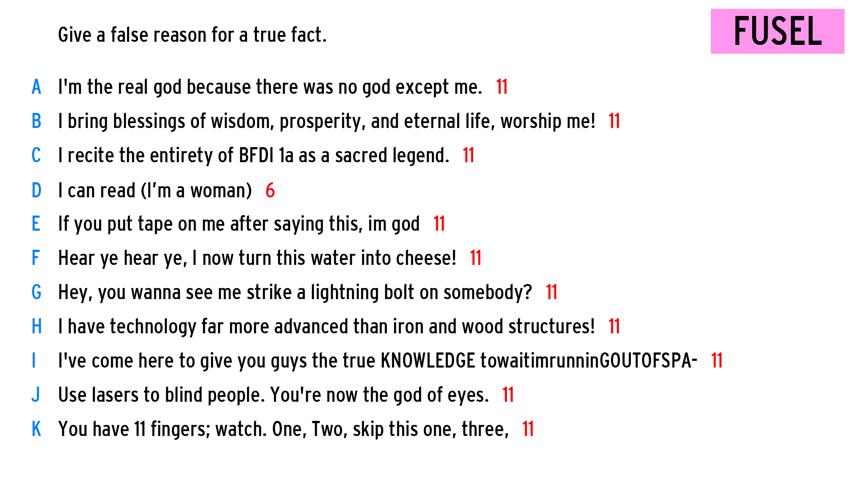 Give a false reason for a true fact.
FUSEL
A I'm the real god because there was no god except me. 11
B I bring blessings of wisdom, prosperity, and eternal life, worship me! 11
C I recite the entirety of BFDI 1a as a sacred legend. 11
D I can read (I'm a woman) 6
E If you put tape on me after saying this, im god 11
F Hear ye hear ye, I now turn this water into cheese! 11
G Hey, you wanna see me strike a lightning bolt on somebody? 11
H I have technology far more advanced than iron and wood structures! 11
I I've come here to give you guys the true KNOWLEDGE towaitimrunninGOUTOFSPA- 11
J Use lasers to blind people. You're now the god of eyes. 11
K You have 11 fingers; watch. One, Two, skip this one, three, 11